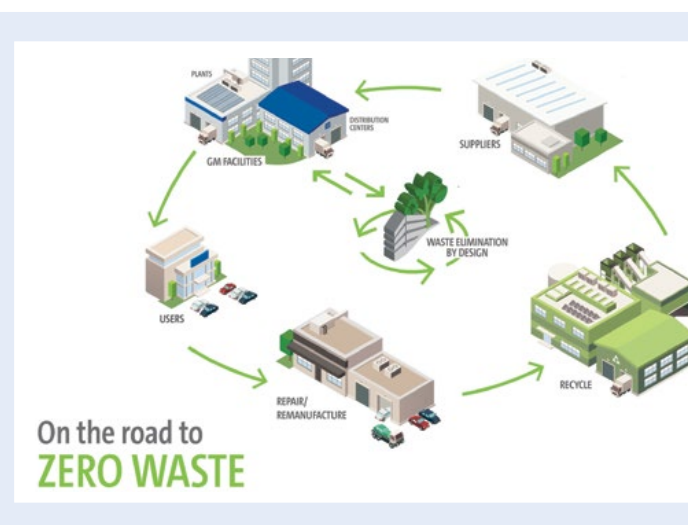 PLANTS
DISTRIBUTION
CENTERS
GM FACILITIES
SUPPLIERS
WASTE ELIMINATION
BY DESIGN
USERS
REPAIR/
REMANUFACTURE
RECYCLE
On the road to
ZERO WASTE